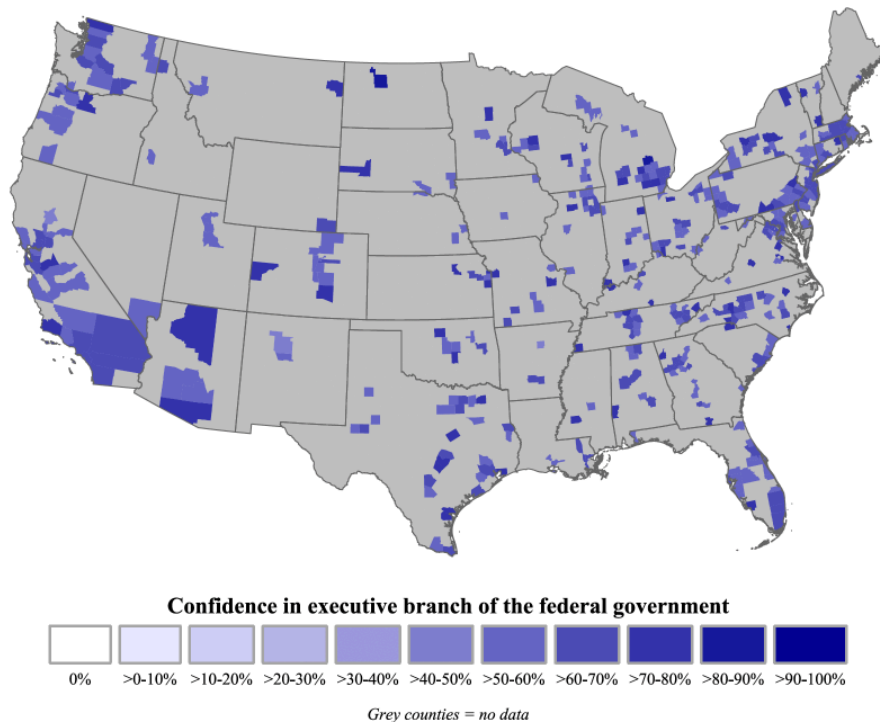 Confidence in executive branch of the federal government
0% >0-10% >10-20% >20-30% >30-40% >40-50% >50-60% >60-70% >70-80% >80-90% >90-100%
Grey counties = no data